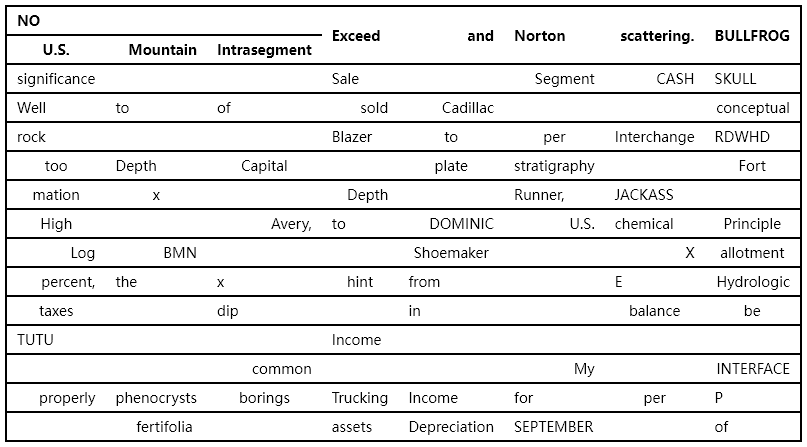 NO
Exceed and Norton scattering. BULLFROG
U.S. Mountain Intrasegment
significance Sale Segment CASH SKULL
Well to of sold Cadillac conceptual
rock Blazer to per Interchange RDWHD
too Depth Capital plate stratigraphy Fort
mation x Depth Runner, JACKASS
High Avery, to DOMINIC U.S. chemical Principle
Log BMN Shoemaker X allotment
percent, the x hint from E Hydrologic
taxes dip in balance be
TUTU Income
common My INTERFACE
properly phenocrysts borings Trucking Income for per P
fertifolia assets Depreciation SEPTEMBER of